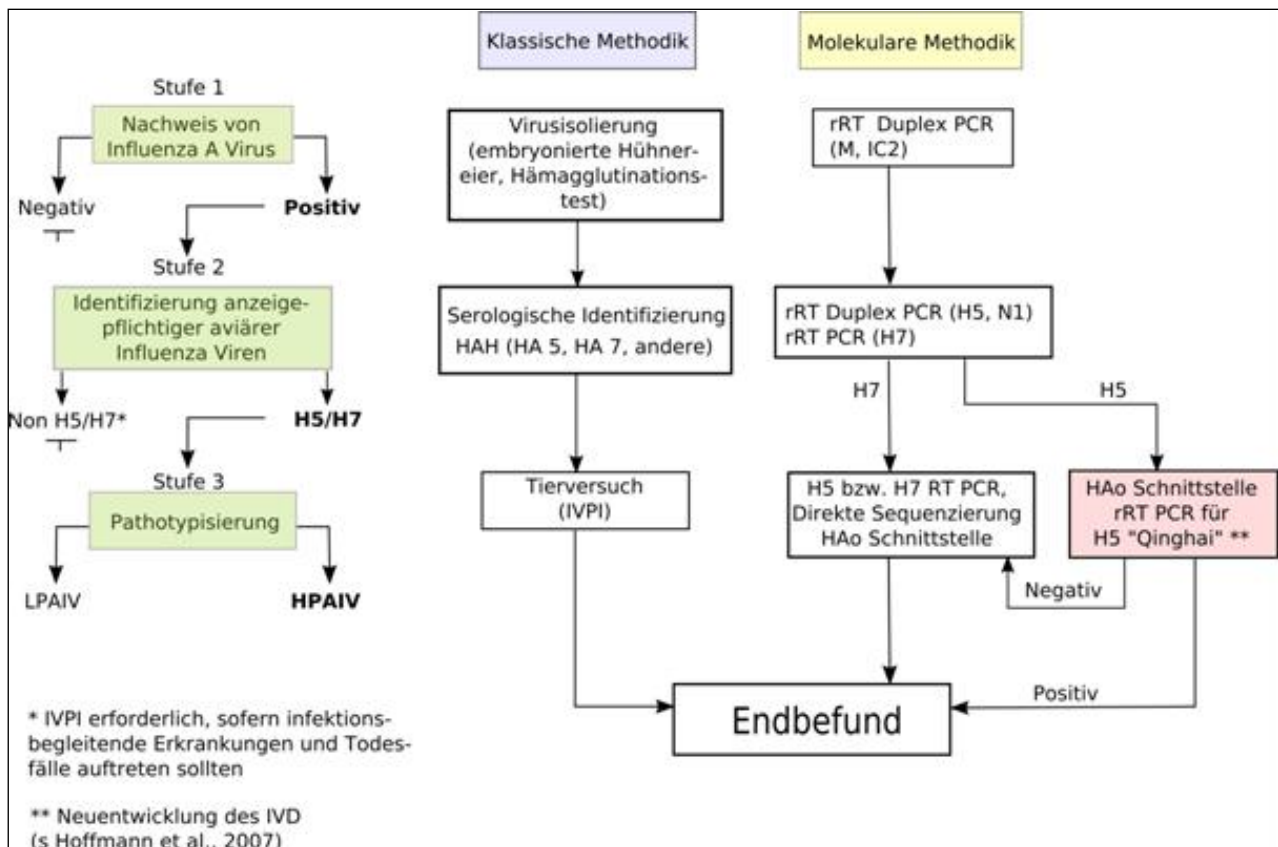 Klassische Methodik
Molekulare Methodik
Stufe 1
Nachweis von
Influenza A Virus
Negativ
Positiv
Stufe 2
Identifizierung anzeige-
pflichtiger aviärer
Influenza Viren
Non H5/H7*
H5/H7
Stufe 3
Pathotypisierung
LPAIV
HPAIV
* IVPI erforderlich, sofern infektions-
begleitende Erkrankungen und Todes-
fälle auftreten sollten
** Neuentwicklung des IVD
(s Hoffmann et al., 2007)
Virusisolierung
(embryonierte Hühner-
eier, Hämagglutinations-
test)
Serologische Identifizierung
HAH (HA 5, HA 7, andere)
Tierversuch
(IVPI)
rRT Duplex PCR
(M, IC2)
rRT Duplex PCR (H5, N1)
rRT PCR (H7)
H7
H5
H5 bzw. H7 RT PCR,
Direkte Sequenzierung
HAo Schnittstelle
HAo Schnittstelle
rRT PCR für
H5 "Qinghai" **
Negativ
Positiv
Endbefund